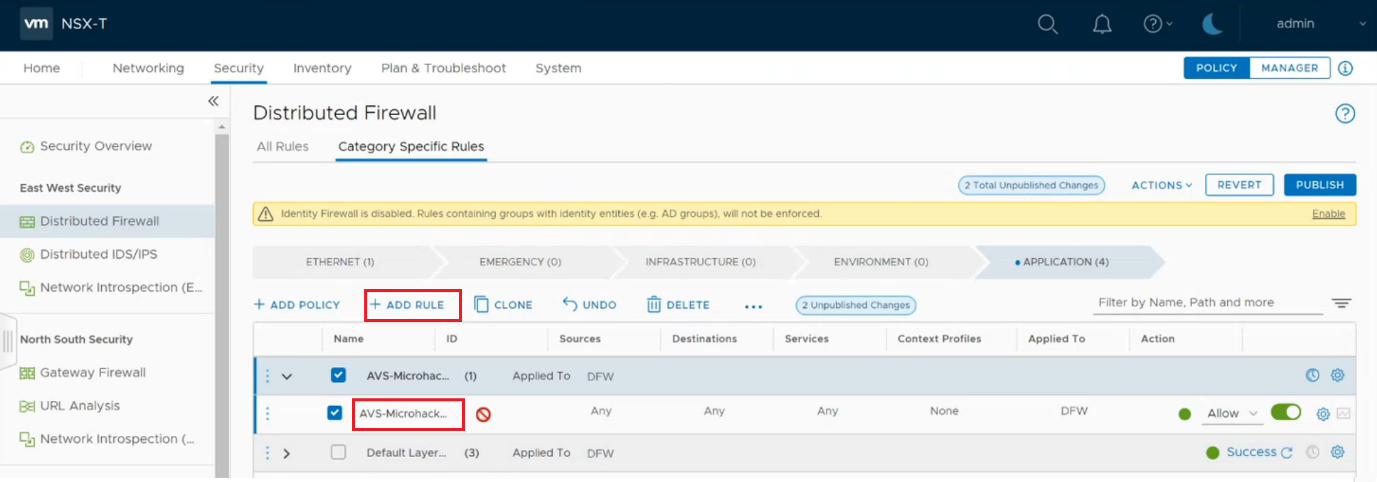 vm NSX-T admin
Home Networking Security Inventory Plan & Troubleshoot System POLICY MANAGER
Security Overview
East West Security
Distributed Firewall
Distributed IDS/IPS
Network Introspection (E...
North South Security
Gateway Firewall
URL Analysis
Network Introspection (...
Distributed Firewall
All Rules Category Specific Rules
2 Total Unpublished Changes ACTIONS REVERT PUBLISH
Identity Firewall is disabled. Rules containing groups with identity entities (e.g. AD groups), will not be enforced. Enable
ETHERNET (1) EMERGENCY (0) INFRASTRUCTURE (0) ENVIRONMENT (0) APPLICATION (4)
+ ADD POLICY + ADD RULE CLONE UNDO DELETE ... 2 Unpublished Changes Filter by Name, Path and more
Name ID Sources Destinations Services Context Profiles Applied To Action
AVS-Microhac... (1) Applied To DFW
AVS-Microhack... Any Any Any None DFW Allow
Default Layer... (3) Applied To DFW Success